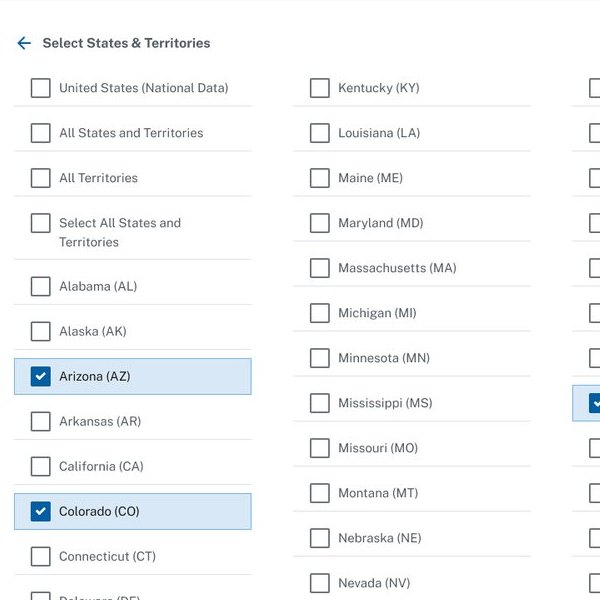 Select States & Territories
United States (National Data)
All States and Territories
All Territories
Select All States and
Territories
Alabama (AL)
Alaska (AK)
Arizona (AZ)
Arkansas (AR)
California (CA)
Colorado (CO)
Connecticut (CT)
Delaware (DE)
Kentucky (KY)
Louisiana (LA)
Maine (ME)
Maryland (MD)
Massachusetts (MA)
Michigan (MI)
Minnesota (MN)
Mississippi (MS)
Missouri (MO)
Montana (MT)
Nebraska (NE)
Nevada (NV)